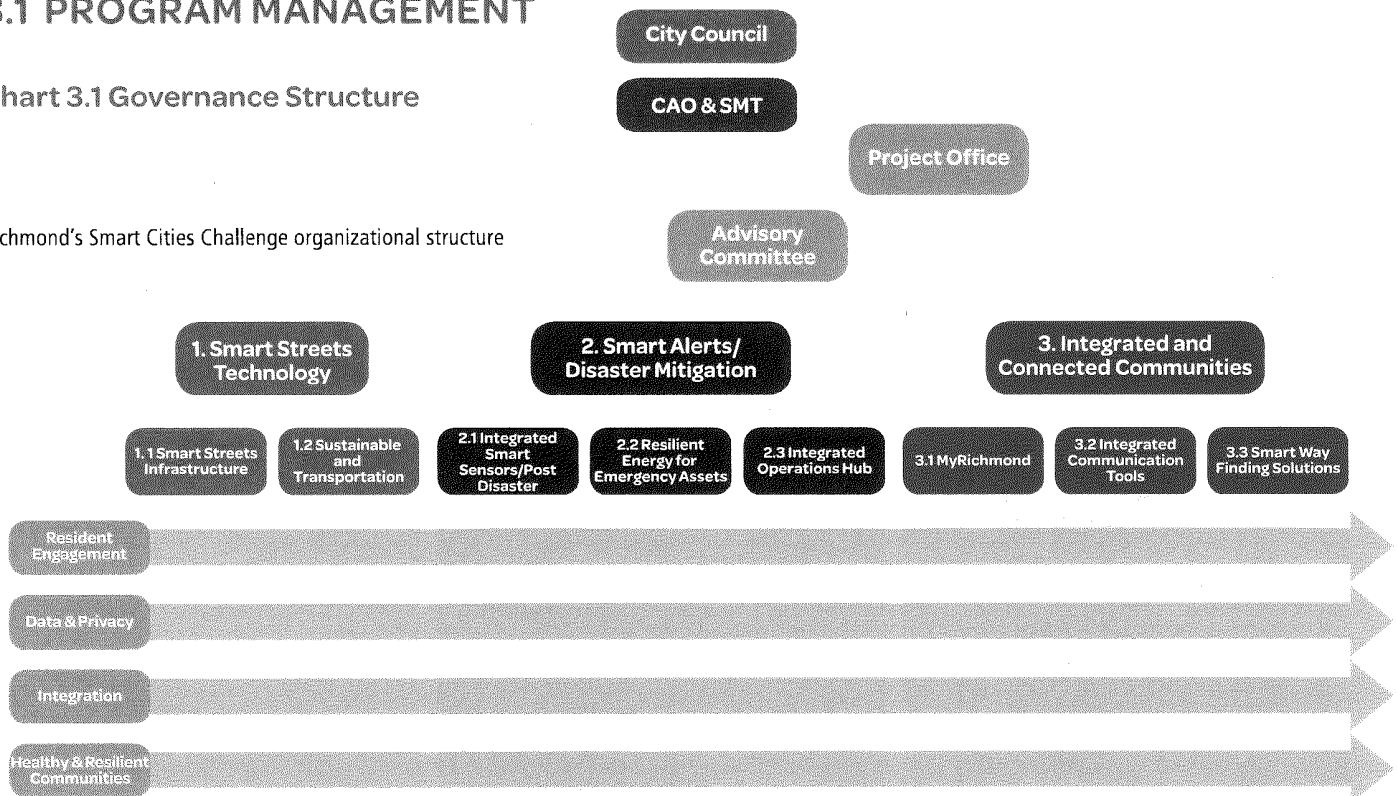 3.1 PROGRAM MANAGEMENT
City Council
hart 3.1 Governance Structure
CAO & SMT
Project Office
chmond's Smart Cities Challenge organizational structure
Advisory
Committee
1. Smart Streets
Technology
2. Smart Alerts/
Disaster Mitigation
3. Integrated and
Connected Communities
1.1 Smart Streets
Infrastructure
1.2 Sustainable
and
Transportation
2.1 Integrated
Smart
Sensors/Post
Disaster
2.2 Resilient
Energy for
Emergency Assets
2.3 Integrated
Operations Hub
3.1 MyRichmond
3.2 Integrated
Communication
Tools
3.3 Smart Way
Finding Solutions
Resident
Engagement
Data & Privacy
Integration
Healthy & Resilient
Communities